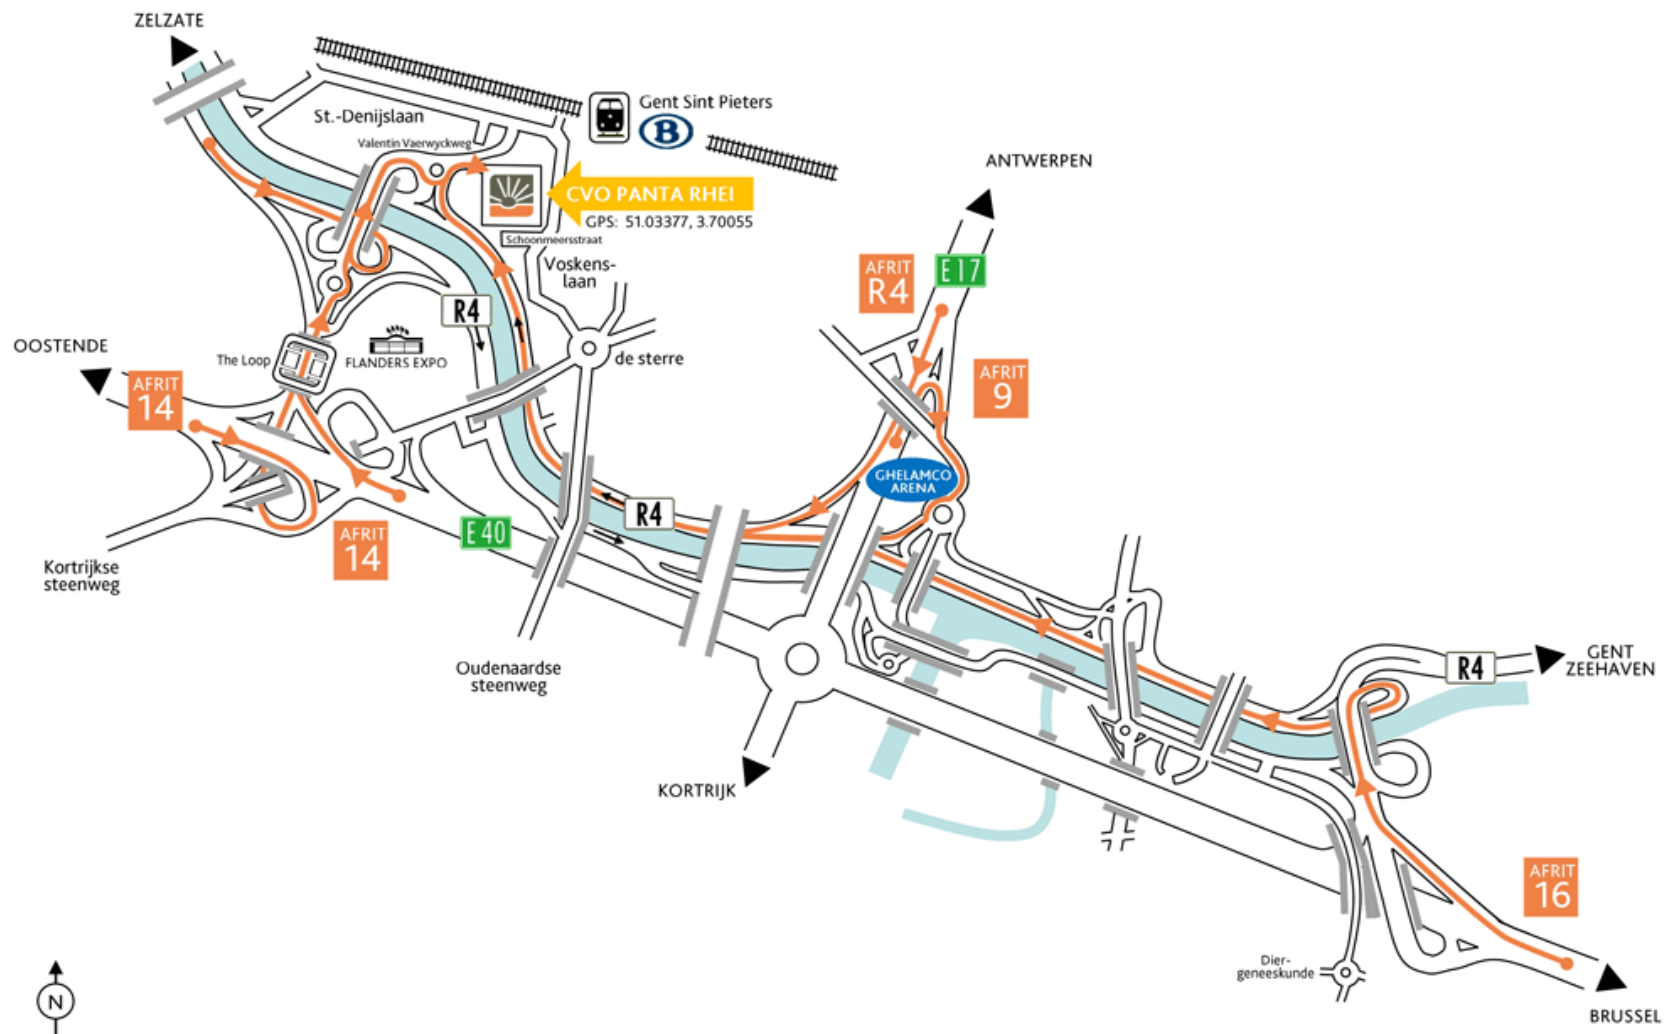 ZELZATE
St.-Denijslaan
Valentin Vaerwyckweg
Gent Sint Pieters
B
CVO PANTA RHEI
GPS: 51.03377, 3.70055
Schoonmeersstraat
Voskens-
laan
ANTWERPEN
AFRIT
R4
E17
R4
OOSTENDE
The Loop
FLANDERS EXPO
de sterre
AFRIT
14
AFRIT
9
GHELAMCO
ARENA
R4
E40
AFRIT
14
Kortrijkse
steenweg
Oudenaardse
steenweg
R4
GENT
ZEEHAVEN
KORTRIJK
AFRIT
16
Dier-
geneeskunde
N
BRUSSEL